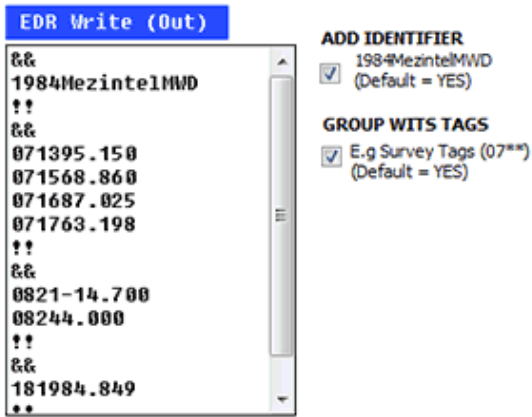 EDR Write (Out)
&&
1984MezintelMWD
!!
&&
071395.150
071568.860
071687.025
071763.198
!!
&&
0821-14.700
08244.000
!!
&&
181984.849
!!
ADD IDENTIFIER
1984MezintelMWD
(Default = YES)
GROUP WITS TAGS
E.g Survey Tags (07**)
(Default = YES)